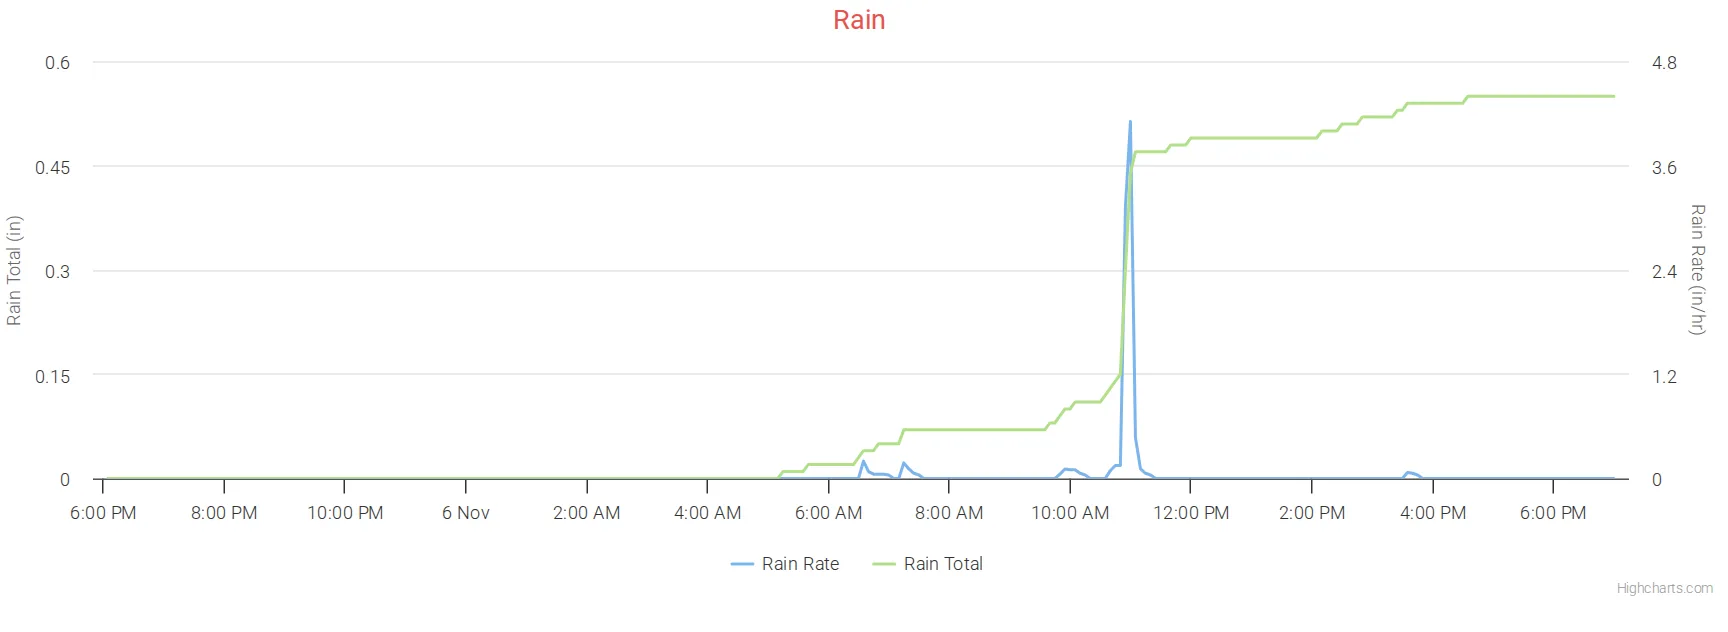 Rain
0.6
0.45
0.3
0.15
0
Rain Total (in)
4.8
3.6
2.4
1.2
0
Rain Rate (in/hr)
6:00 PM 8:00 PM 10:00 PM 6 Nov 2:00 AM 4:00 AM 6:00 AM 8:00 AM 10:00 AM 12:00 PM 2:00 PM 4:00 PM 6:00 PM
Rain Rate Rain Total
Highcharts.com